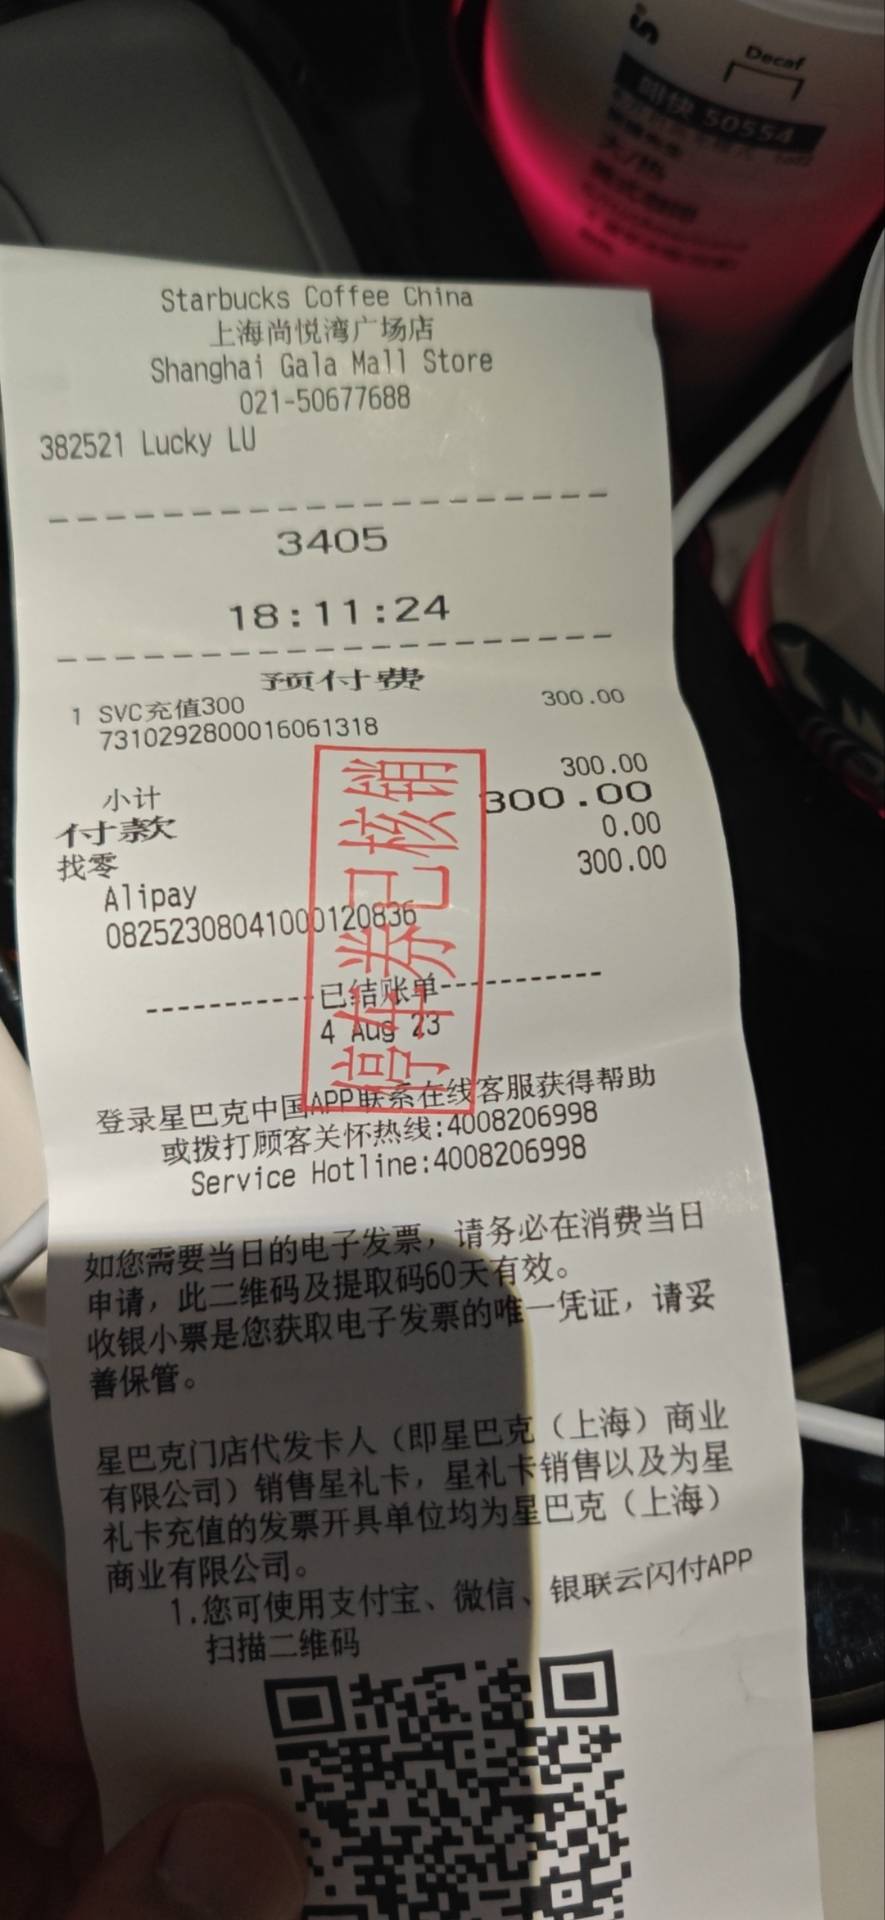 Decaf
明快 50554
Starbucks Coffee China
上海尚悦湾广场店
Shanghai Gala Mall Store
021-50677688
382521 Lucky LU
3405
18:11:24
预付费
1 SVC充值300 300.00
7310292800016061318
小计 300.00
付款 300.00
找零 0.00
Alipay 300.00
08252308041000120836
停车券已核销
已结账单
4 Aug 23
登录星巴克中国APP联系在线客服获得帮助
或拨打顾客关怀热线:4008206998
Service Hotline:4008206998
如您需要当日的电子发票，请务必在消费当日
申请，此二维码及提取码60天有效。
收银小票是您获取电子发票的唯一凭证，请妥
善保管。
星巴克门店代发卡人（即星巴克（上海）商业
有限公司）销售星礼卡，星礼卡销售以及为星
礼卡充值的发票开具单位均为星巴克（上海）
商业有限公司。
1.您可使用支付宝、微信、银联云闪付APP
扫描二维码